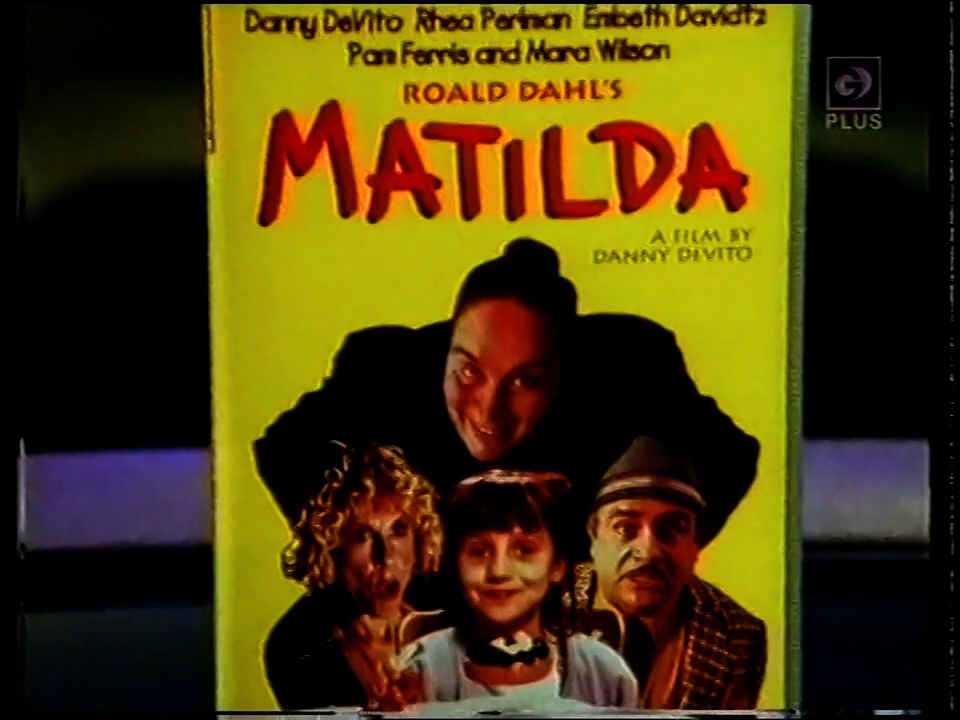 Danny DeVito Rhea Perlman Embeth Davidtz
Pam Ferris and Mara Wilson
ROALD DAHL'S
MATILDA
A FILM BY
DANNY DEVITO
PLUS